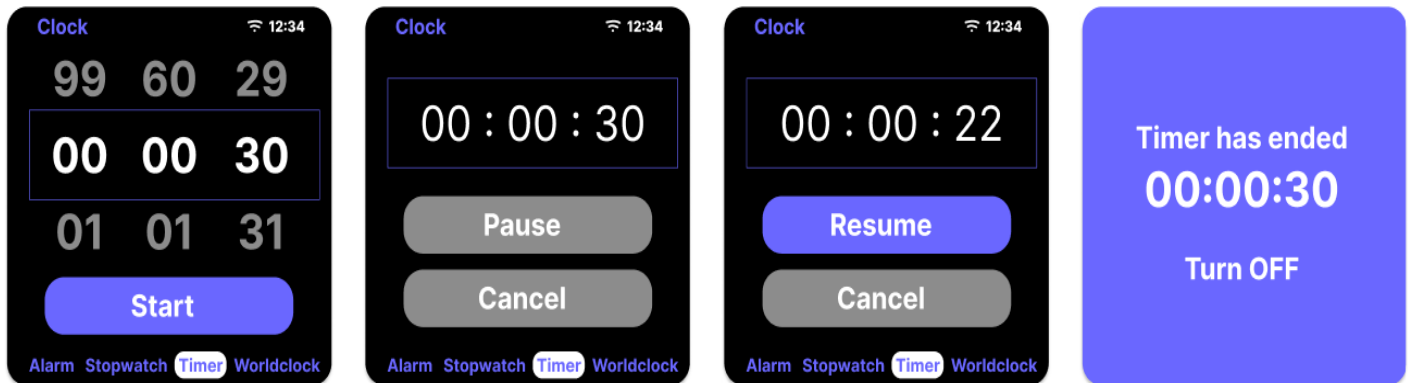 Clock 12:34
99 60 29
00 00 30
01 01 31
Start
Alarm Stopwatch Timer Worldclock
Clock 12:34
00 : 00 : 30
Pause
Cancel
Alarm Stopwatch Timer Worldclock
Clock 12:34
00 : 00 : 22
Resume
Cancel
Alarm Stopwatch Timer Worldclock
Timer has ended
00:00:30
Turn OFF